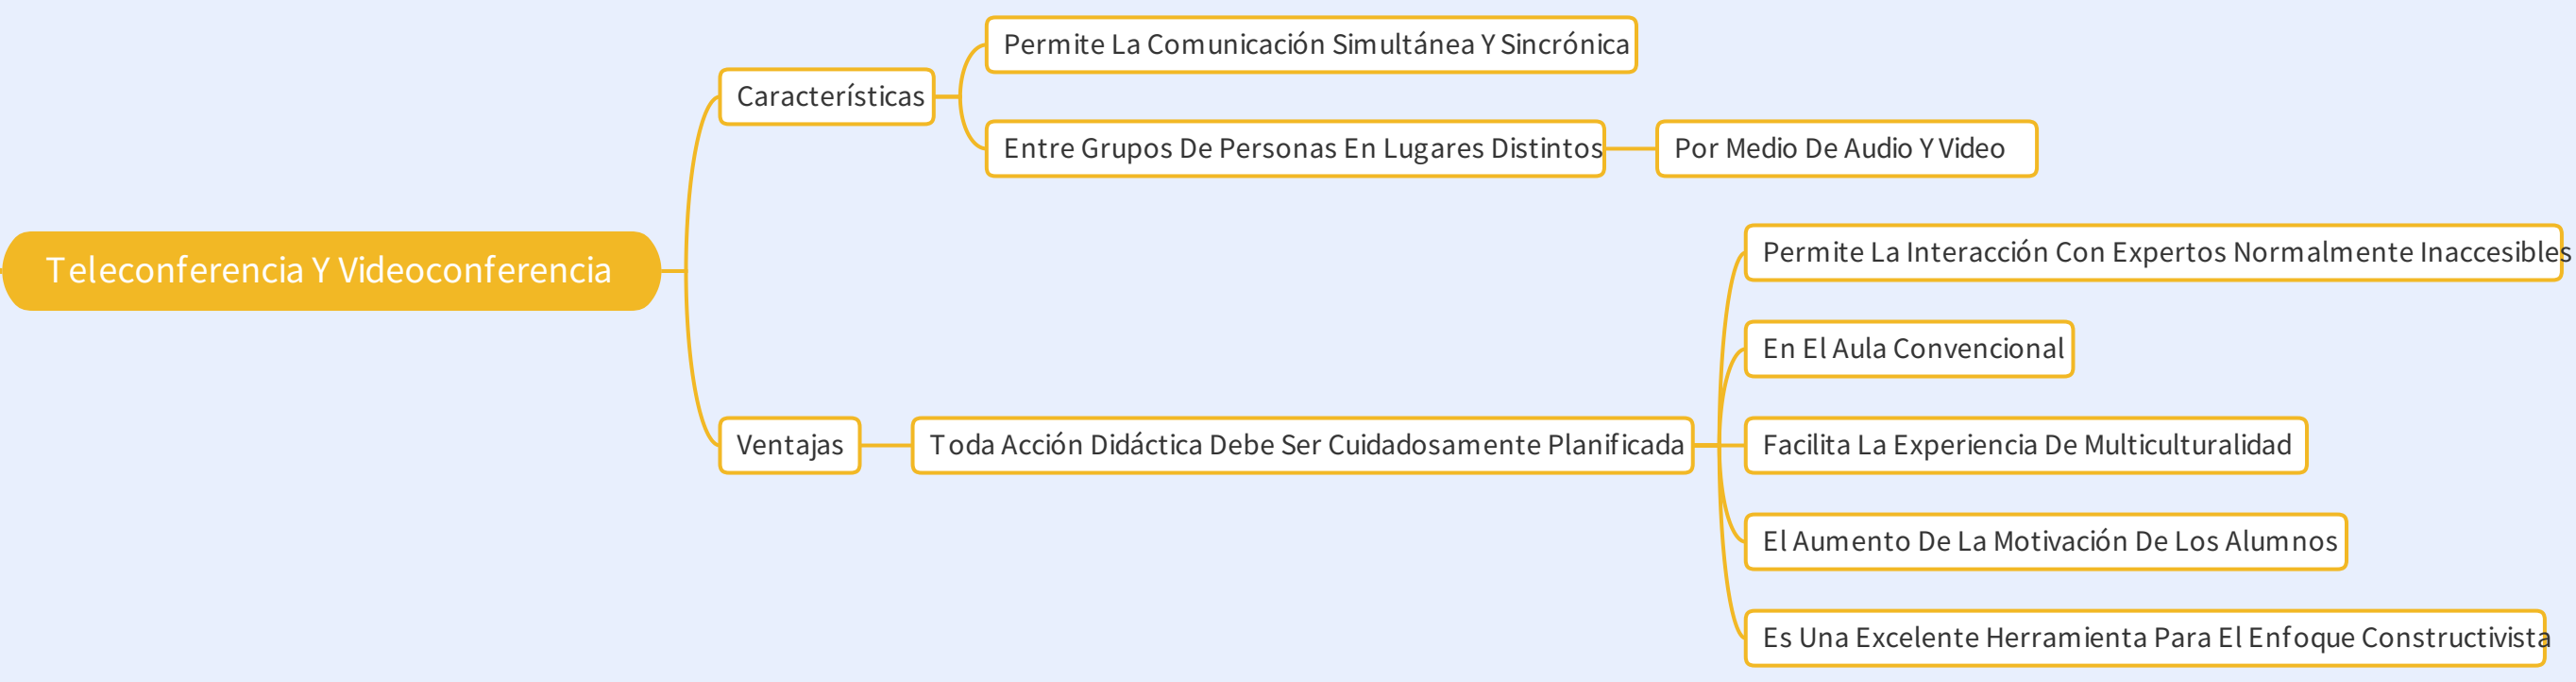 Teleconferencia Y Videoconferencia
Características
Permite La Comunicación Simultánea Y Sincrónica
Entre Grupos De Personas En Lugares Distintos
Por Medio De Audio Y Video
Ventajas
Toda Acción Didáctica Debe Ser Cuidadosamente Planificada
Permite La Interacción Con Expertos Normalmente Inaccesibles
En El Aula Convencional
Facilita La Experiencia De Multiculturalidad
El Aumento De La Motivación De Los Alumnos
Es Una Excelente Herramienta Para El Enfoque Constructivista